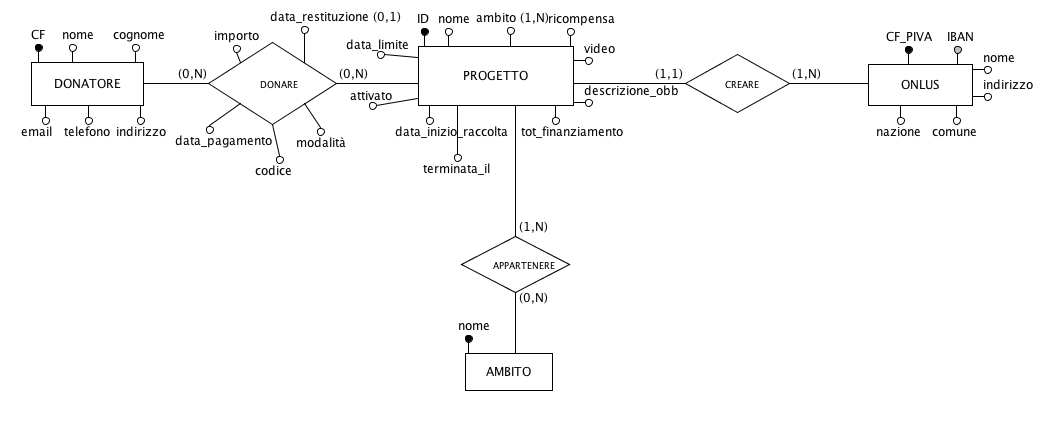 data_restituzione (0,1)
ID
nome
ambito (1,N)
ricompensa
CF
nome
cognome
importo
data_limite
video
CF_PIVA
IBAN
nome
DONATORE
(0,N)
DONARE
(0,N)
PROGETTO
(1,1)
CREARE
(1,N)
ONLUS
attivato
descrizione_obb
indirizzo
email
telefono
indirizzo
data_pagamento
modalità
codice
data_inizio_raccolta
tot_finanziamento
terminata_il
nazione
comune
(1,N)
APPARTENERE
(0,N)
nome
AMBITO